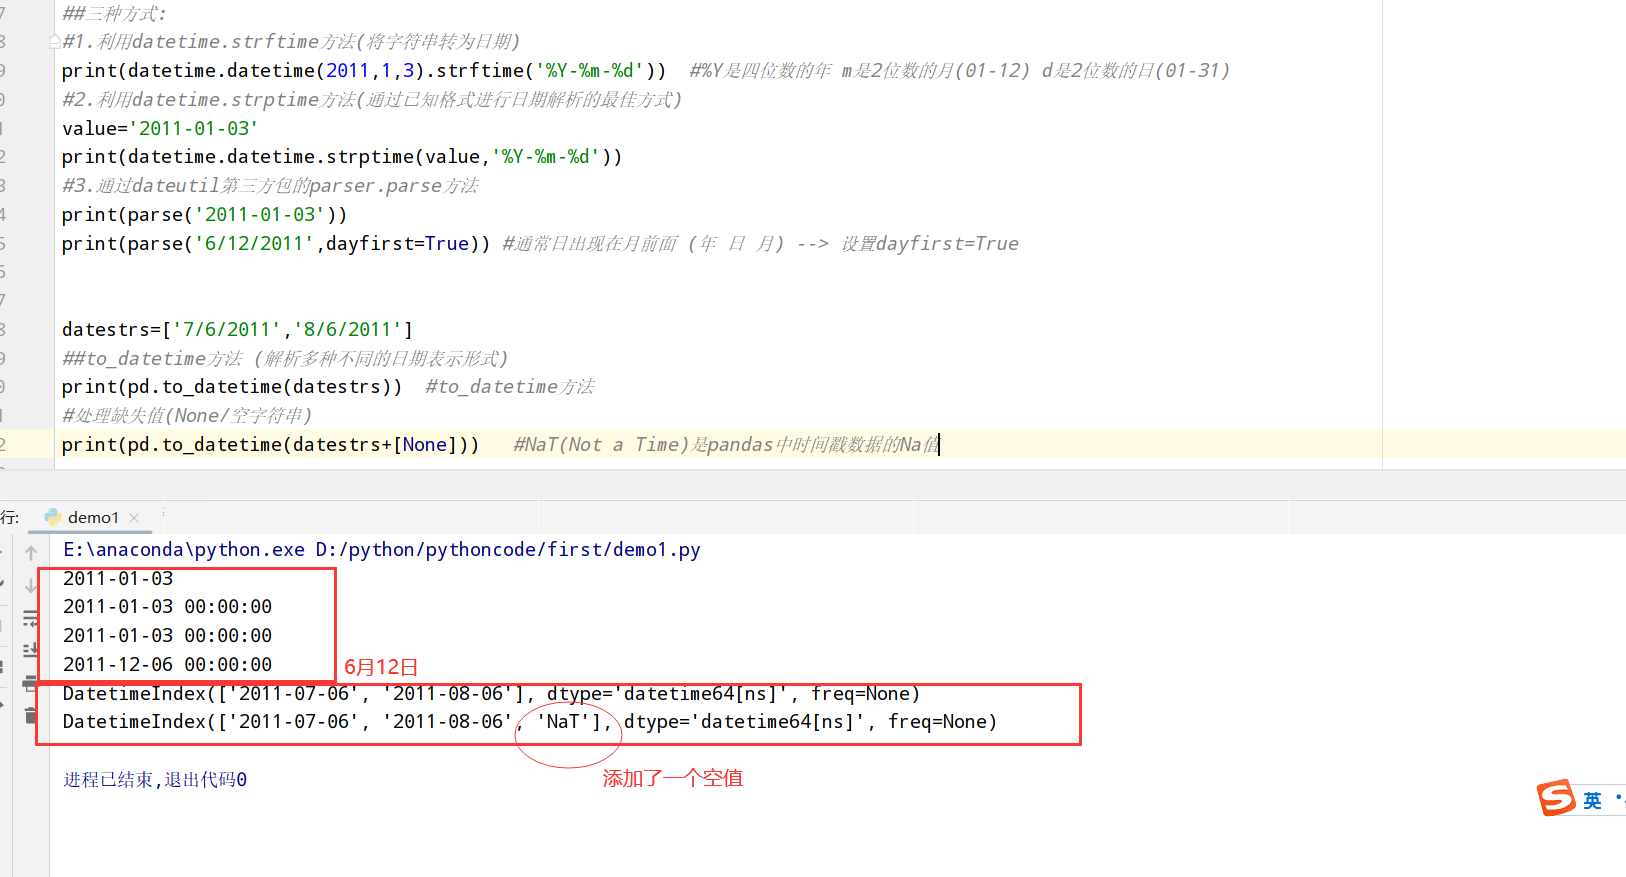 7
##三种方式:
8
#1.利用datetime.strftime方法(将字符串转为日期)
9
print(datetime.datetime(2011,1,3).strftime('%Y-%m-%d'))  #%Y是四位数的年 m是2位数的月(01-12) d是2位数的日(01-31)
0
#2.利用datetime.strptime方法(通过已知格式进行日期解析的最佳方式)
1
value='2011-01-03'
2
print(datetime.datetime.strptime(value,'%Y-%m-%d'))
3
#3.通过dateutil第三方包的parser.parse方法
4
print(parse('2011-01-03'))
5
print(parse('6/12/2011',dayfirst=True)) #通常日出现在月前面 (年 日 月) --> 设置dayfirst=True
6
7
8
datestrs=['7/6/2011','8/6/2011']
9
##to_datetime方法 (解析多种不同的日期表示形式)
0
print(pd.to_datetime(datestrs))  #to_datetime方法
1
#处理缺失值(None/空字符串)
2
print(pd.to_datetime(datestrs+[None]))   #NaT(Not a Time)是pandas中时间戳数据的Na值
行:
demo1
E:\anaconda\python.exe D:/python/pythoncode/first/demo1.py
2011-01-03
2011-01-03 00:00:00
2011-01-03 00:00:00
2011-12-06 00:00:00
6月12日
DatetimeIndex(['2011-07-06', '2011-08-06'], dtype='datetime64[ns]', freq=None)
DatetimeIndex(['2011-07-06', '2011-08-06', 'NaT'], dtype='datetime64[ns]', freq=None)
添加了一个空值
进程已结束,退出代码0
S 英